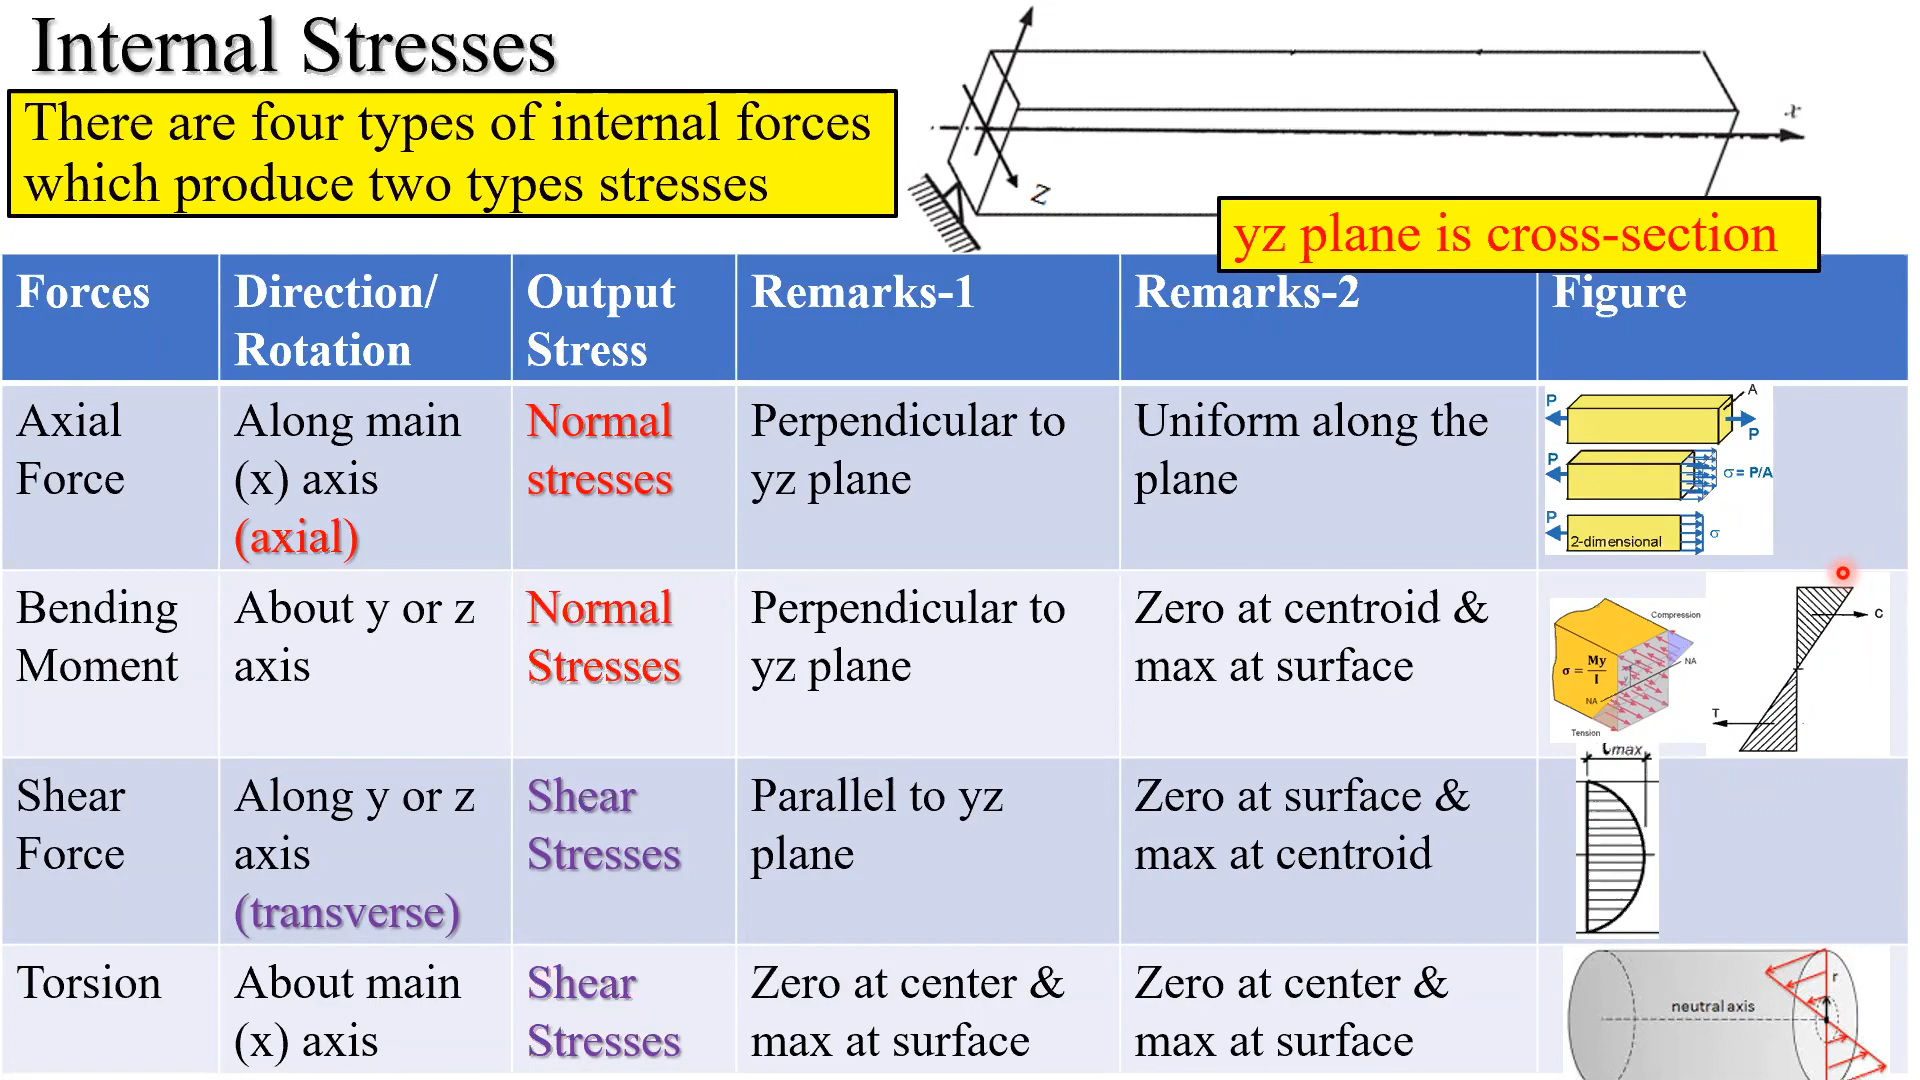 Internal Stresses
There are four types of internal forces
which produce two types stresses
x
Z
yz plane is cross-section
Forces
Direction/
Rotation
Output
Stress
Remarks-1
Remarks-2
Figure
Axial
Force
Along main
(x) axis
(axial)
Normal
stresses
Perpendicular to
yz plane
Uniform along the
plane
A
P
P
P
σ = P/A
P
σ
2-dimensional
Bending
Moment
About y or z
axis
Normal
Stresses
Perpendicular to
yz plane
Zero at centroid &
max at surface
Compression
NA
σ = My/I
NA
Tension
C
T
Shear
Force
Along y or z
axis
(transverse)
Shear
Stresses
Parallel to yz
plane
Zero at surface &
max at centroid
τmax
Torsion
About main
(x) axis
Shear
Stresses
Zero at center &
max at surface
Zero at center &
max at surface
r
neutral axis